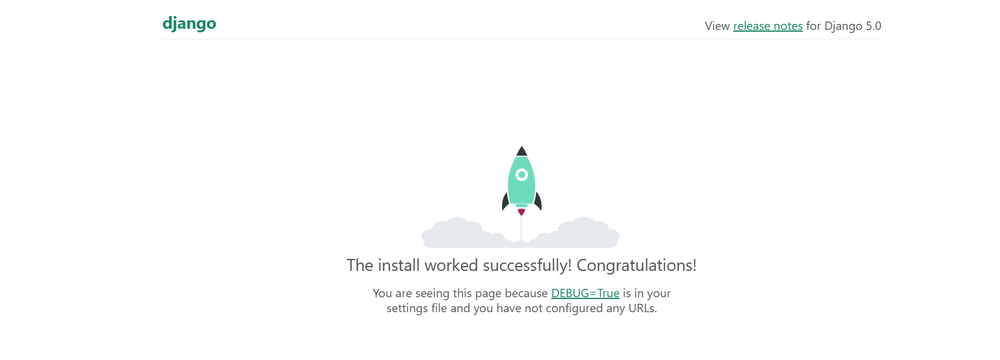 django
View release notes for Django 5.0
The install worked successfully! Congratulations!
You are seeing this page because DEBUG=True is in your
settings file and you have not configured any URLs.